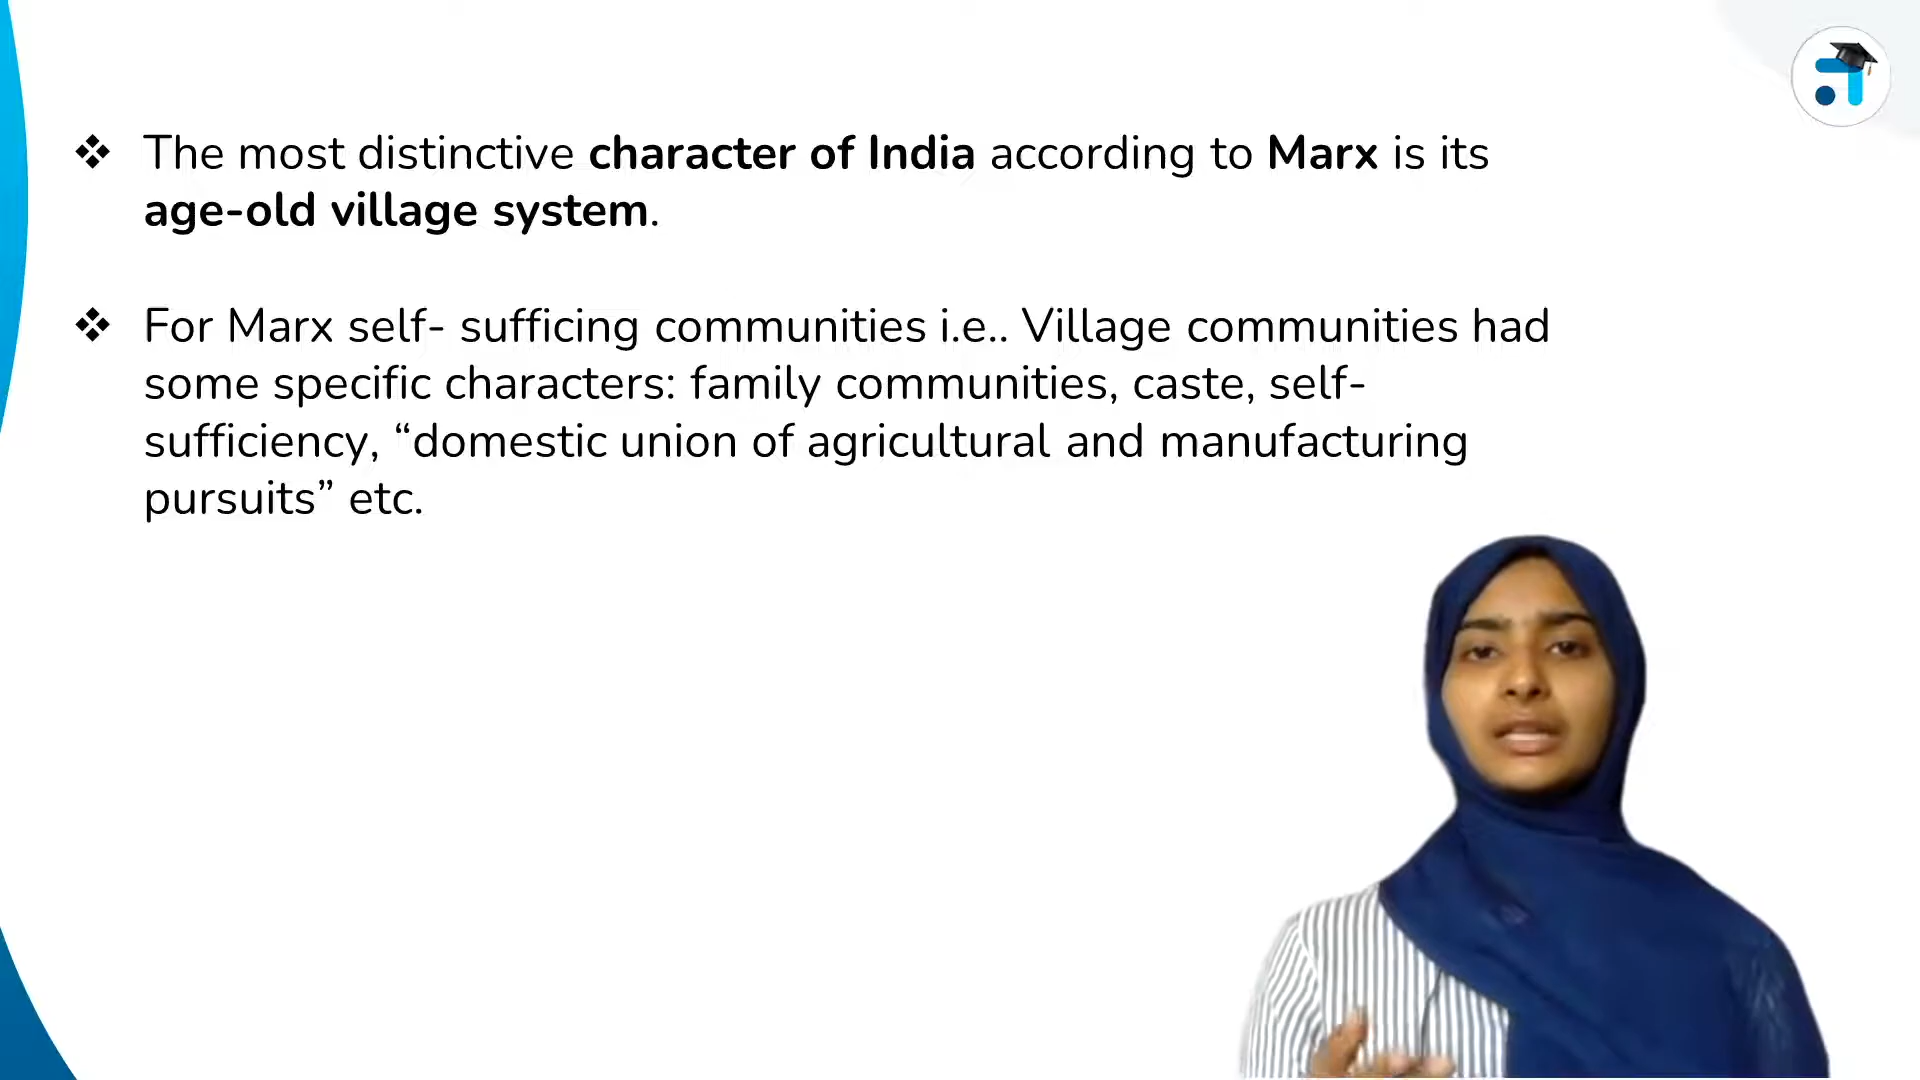 ❖ The most distinctive character of India according to Marx is its
age-old village system.
❖ For Marx self- sufficing communities i.e.. Village communities had
some specific characters: family communities, caste, self-
sufficiency, “domestic union of agricultural and manufacturing
pursuits” etc.